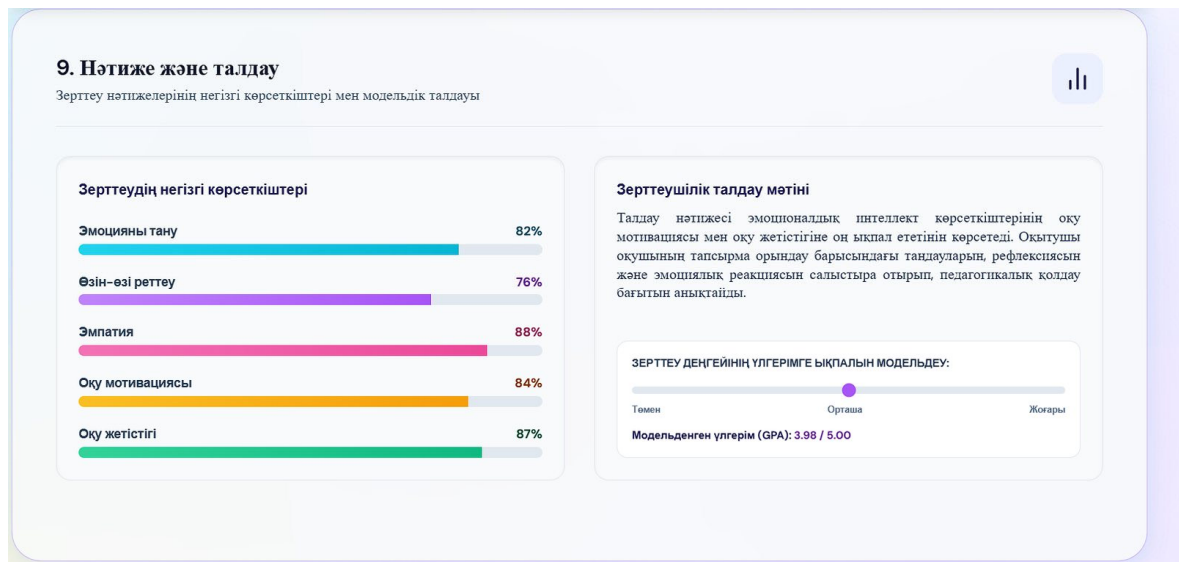 9. Нәтиже және талдау
Зерттеу нәтижелерінің негізгі көрсеткіштері мен модельдік талдауы
Зерттеудің негізгі көрсеткіштері
Эмоцияны тану 82%
Өзін-өзі реттеу 76%
Эмпатия 88%
Оқу мотивациясы 84%
Оқу жетістігі 87%
Зерттеушілік талдау мәтіні
Талдау нәтижесі эмоционалдық интеллект көрсеткіштерінің оқу
мотивациясы мен оқу жетістігіне оң ықпал ететінін көрсетеді. Оқытушы
оқушының тапсырма орындау барысындағы таңдауларын, рефлексиясын
және эмоциялық реакциясын салыстыра отырып, педагогикалық қолдау
бағытын анықтайды.
ЗЕРТТЕУ ДЕҢГЕЙІНІҢ ҮЛГЕРІМГЕ ЫҚПАЛЫН МОДЕЛЬДЕУ:
Төмен Орташа Жоғары
Модельденген үлгерім (GPA): 3.98 / 5.00